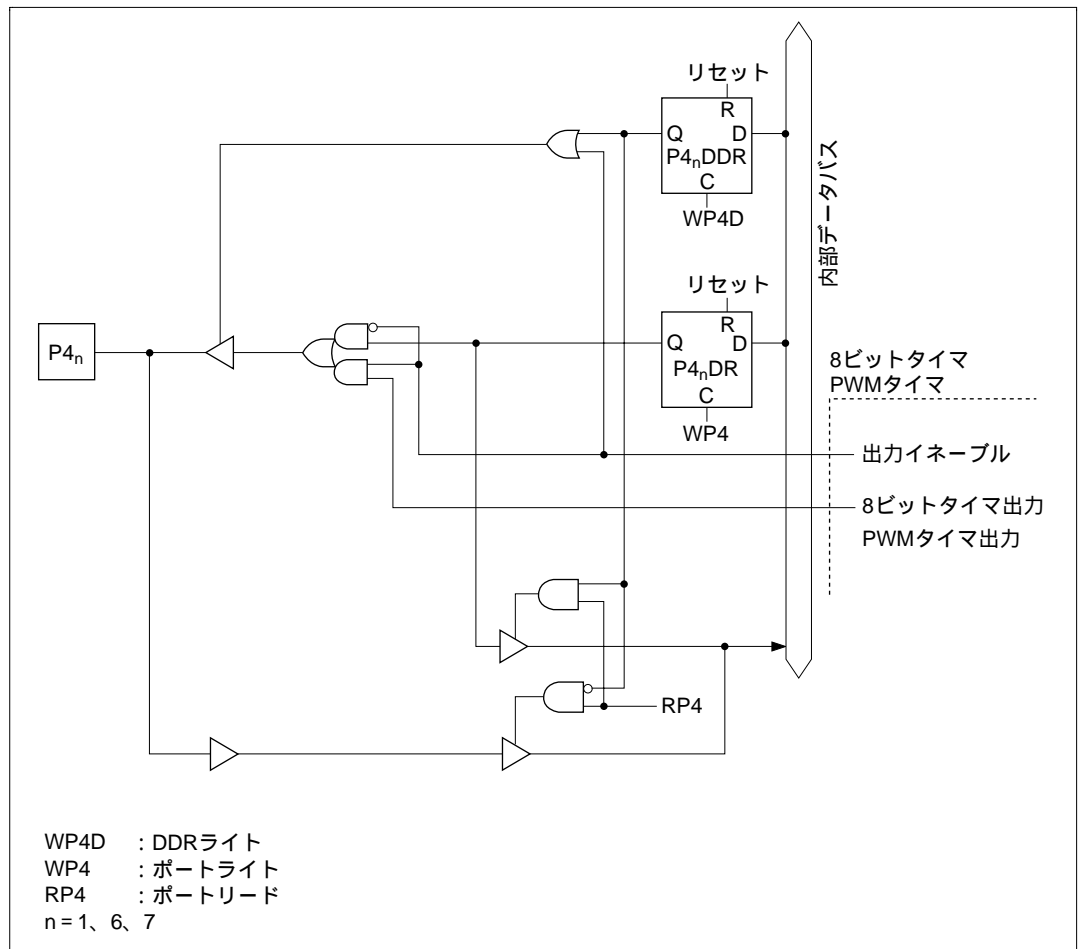 リセット
R
Q D
P4nDDR
C
WP4D
内部データバス
リセット
R
Q D
P4nDR
C
WP4
P4n
8ビットタイマ
PWMタイマ
出力イネーブル
8ビットタイマ出力
PWMタイマ出力
RP4
WP4D :DDRライト
WP4 :ポートライト
RP4 :ポートリード
n = 1、6、7